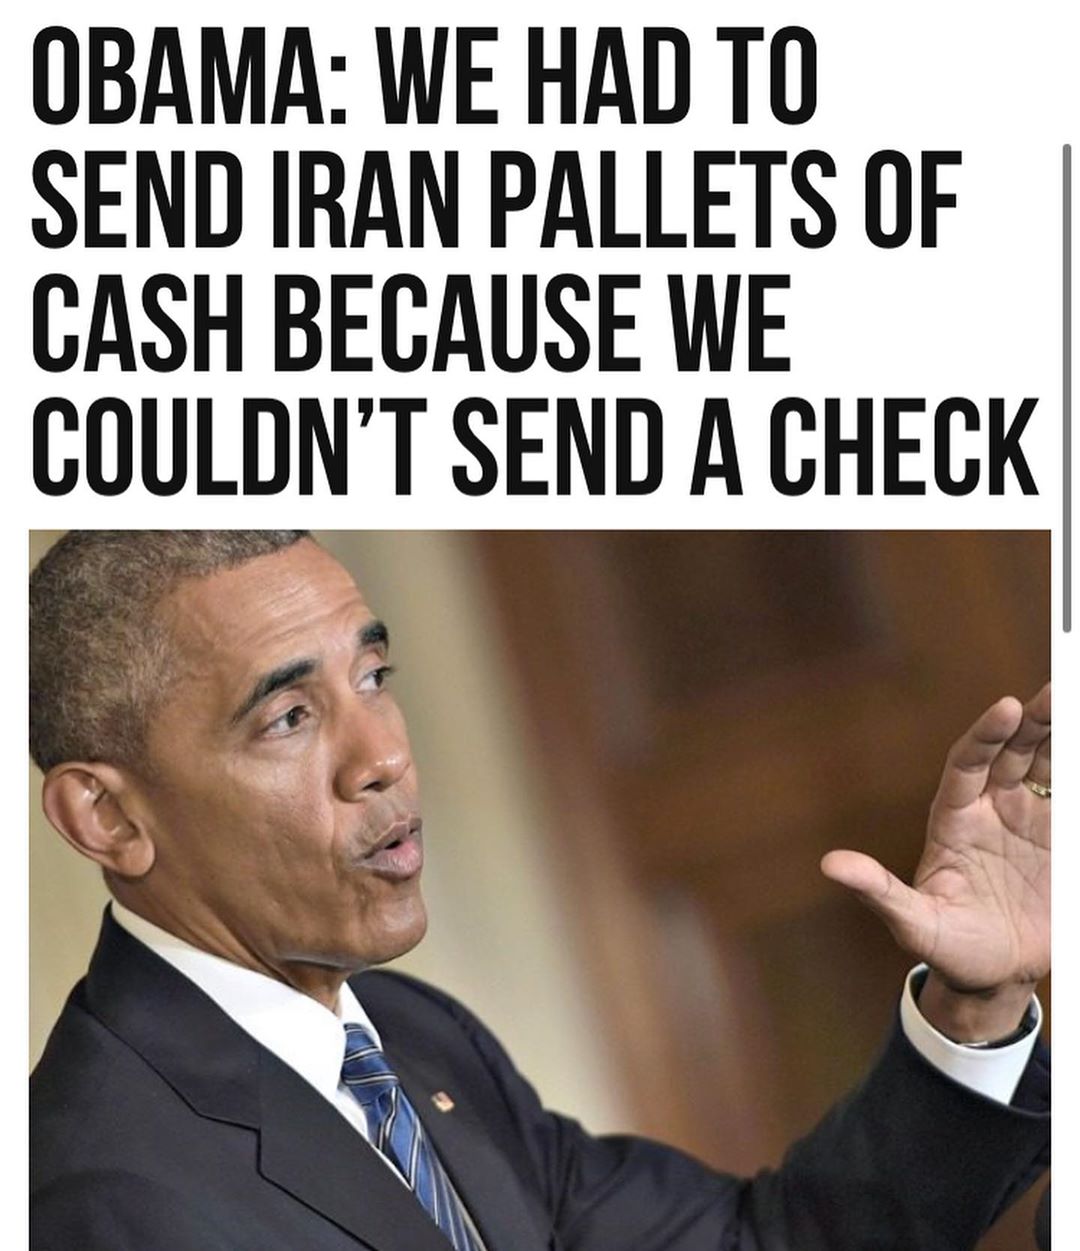 OBAMA: WE HAD TO
SEND IRAN PALLETS OF
CASH BECAUSE WE
COULDN’T SEND A CHECK